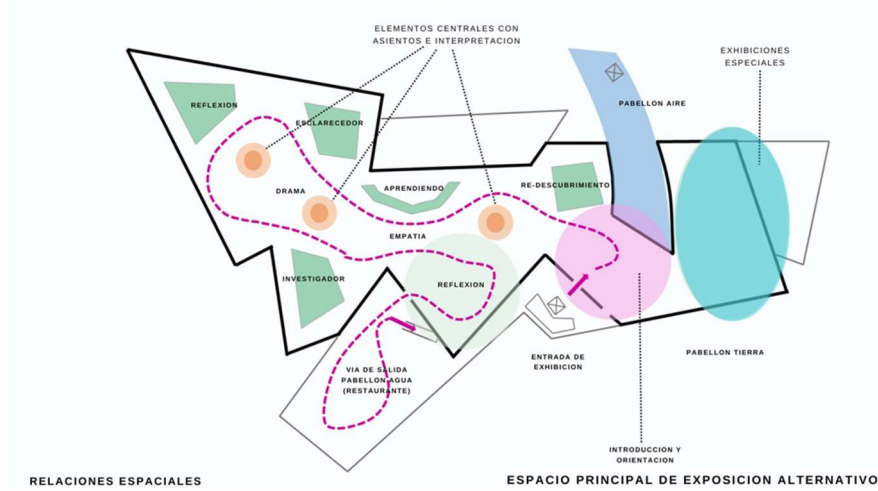 ELEMENTOS CENTRALES CON
ASIENTOS E INTERPRETACION
EXHIBICIONES
ESPECIALES
REFLEXION
ESCLARECEDOR
PABELLON AIRE
DRAMA
APRENDIENDO
RE-DESCUBRIMIENTO
EMPATIA
INVESTIGADOR
REFLEXION
ENTRADA DE
EXHIBICION
PABELLON TIERRA
VIA DE SALIDA
PABELLON AGUA
(RESTAURANTE)
INTRODUCCION Y
ORIENTACION
RELACIONES ESPACIALES
ESPACIO PRINCIPAL DE EXPOSICION ALTERNATIVO